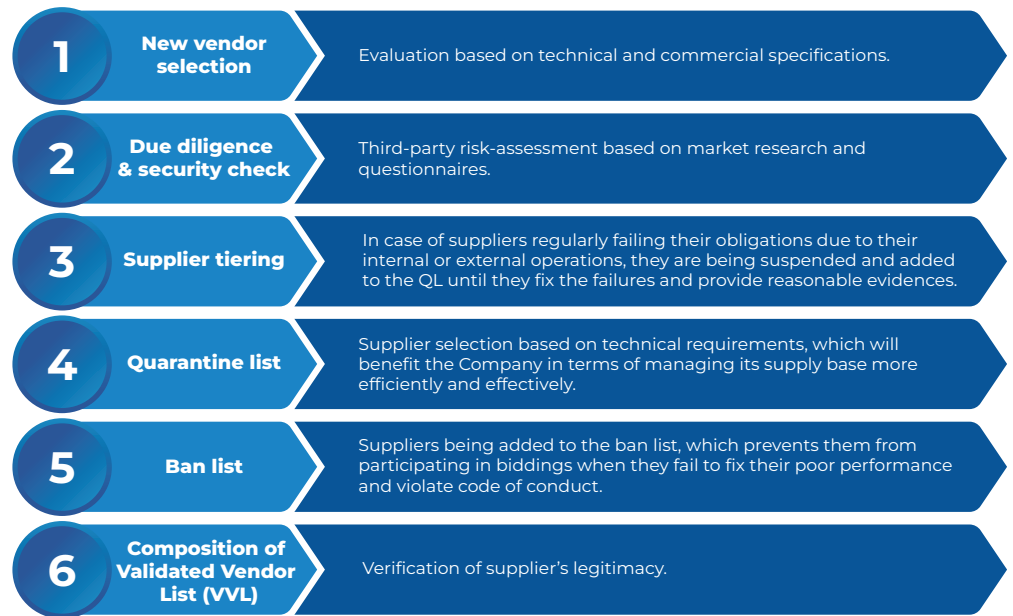 1
New vendor
selection
Evaluation based on technical and commercial specifications.
2
Due diligence
& security check
Third-party risk-assessment based on market research and
questionnaires.
3
Supplier tiering
In case of suppliers regularly failing their obligations due to their
internal or external operations, they are being suspended and added
to the QL until they fix the failures and provide reasonable evidences.
4
Quarantine list
Supplier selection based on technical requirements, which will
benefit the Company in terms of managing its supply base more
efficiently and effectively.
5
Ban list
Suppliers being added to the ban list, which prevents them from
participating in biddings when they fail to fix their poor performance
and violate code of conduct.
6
Composition of
Validated Vendor
List (VVL)
Verification of supplier’s legitimacy.